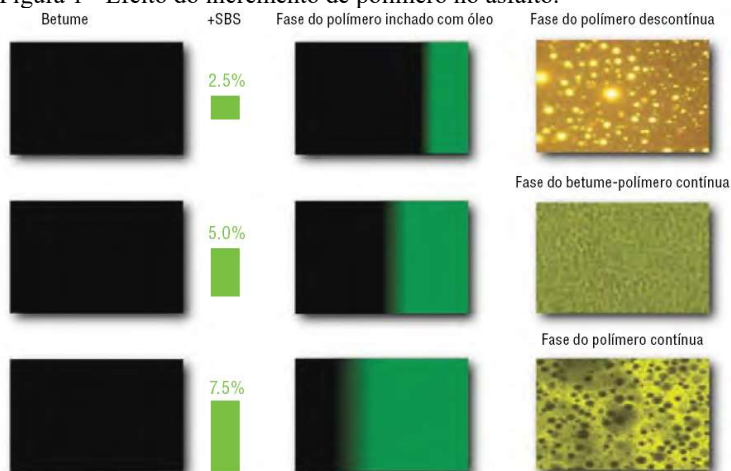 Figura 1 - Efeito do incremento de polímero no asfalto.
Betume +SBS Fase do polímero inchado com óleo Fase do polímero descontínua
2.5%
Fase do betume-polímero contínua
5.0%
Fase do polímero contínua
7.5%